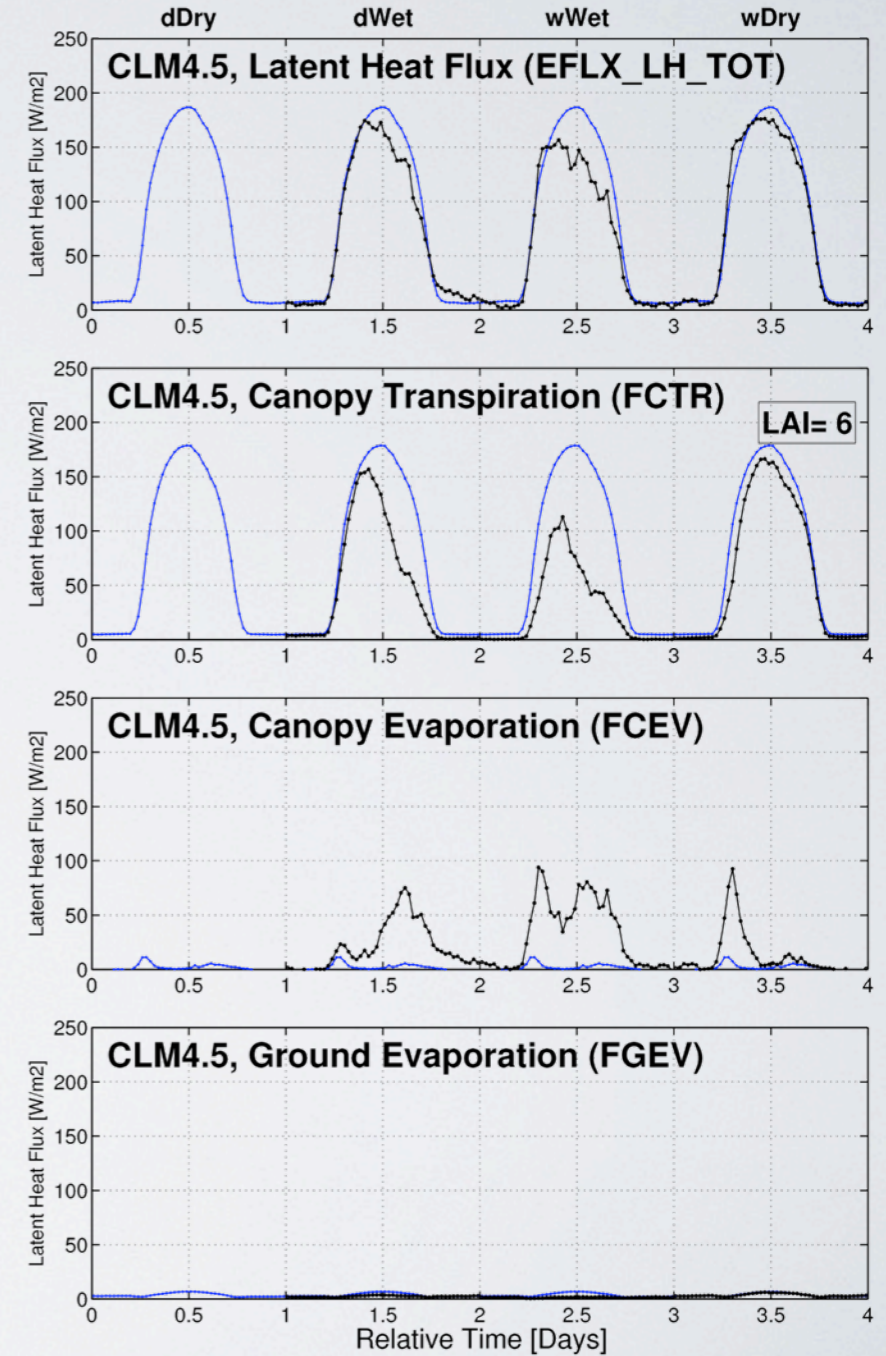 dDry dWet wWet wDry
250
CLM4.5, Latent Heat Flux (EFLX_LH_TOT)
200
150
100
50
0
Latent Heat Flux [W/m2]
0 0.5 1 1.5 2 2.5 3 3.5 4
250
CLM4.5, Canopy Transpiration (FCTR)
LAI= 6
200
150
100
50
0
Latent Heat Flux [W/m2]
0 0.5 1 1.5 2 2.5 3 3.5 4
250
CLM4.5, Canopy Evaporation (FCEV)
200
150
100
50
0
Latent Heat Flux [W/m2]
0 0.5 1 1.5 2 2.5 3 3.5 4
250
CLM4.5, Ground Evaporation (FGEV)
200
150
100
50
0
Latent Heat Flux [W/m2]
0 0.5 1 1.5 2 2.5 3 3.5 4
Relative Time [Days]